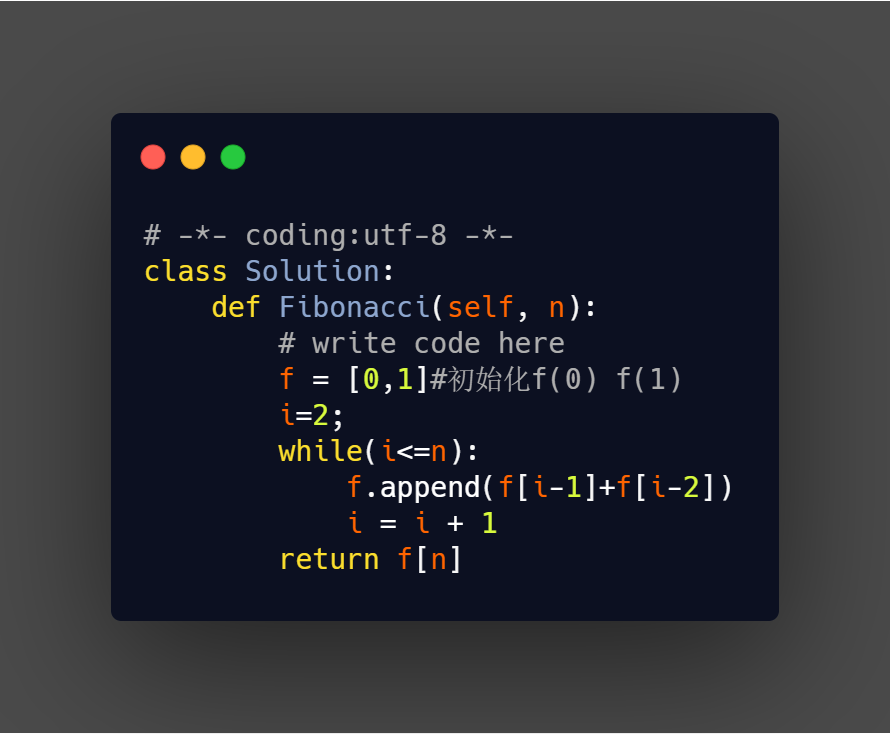 # -*- coding:utf-8 -*-
class Solution:
    def Fibonacci(self, n):
        # write code here
        f = [0,1]#初始化f(0) f(1)
        i=2;
        while(i<=n):
            f.append(f[i-1]+f[i-2])
            i = i + 1
        return f[n]